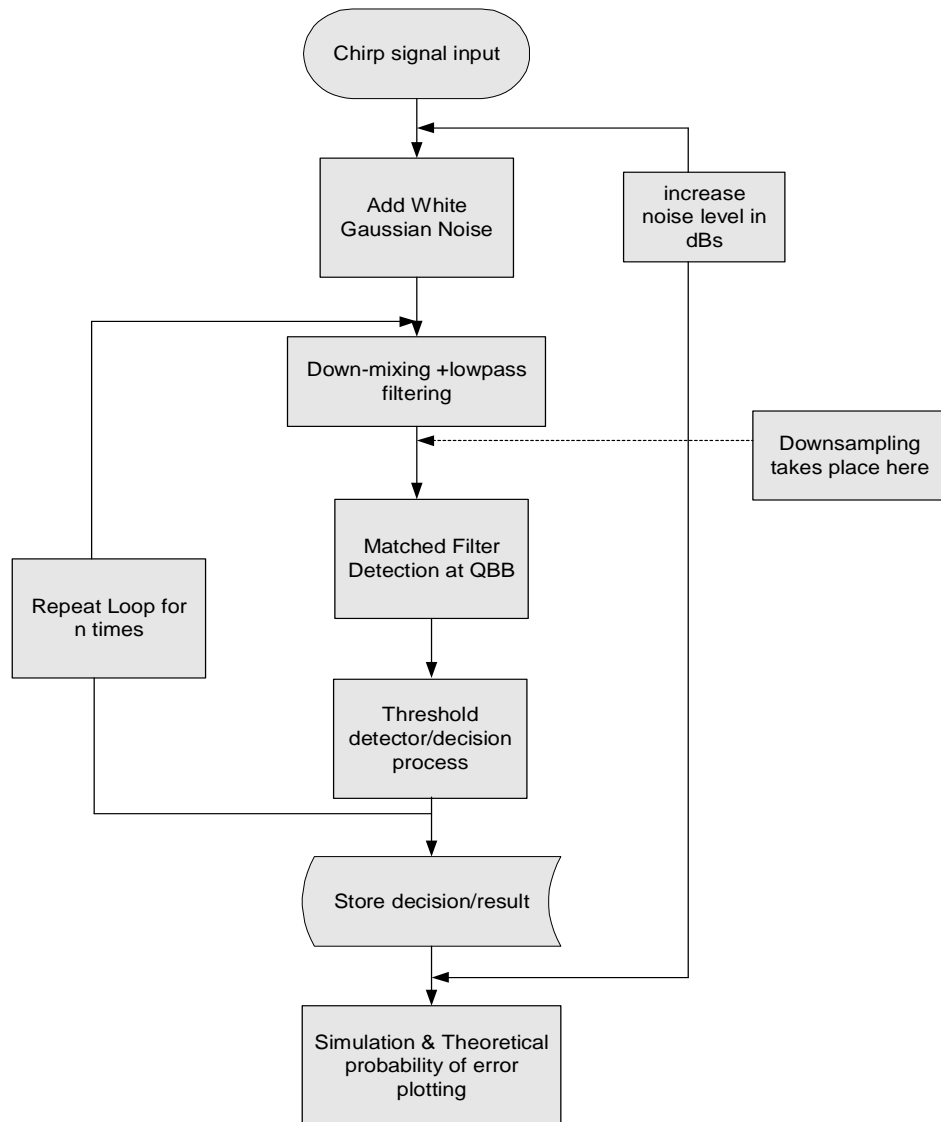 Chirp signal input
increase
noise level in
dBs
Add White
Gaussian Noise
Down-mixing +lowpass
filtering
Downsampling
takes place here
Matched Filter
Detection at QBB
Repeat Loop for
n times
Threshold
detector/decision
process
Store decision/result
Simulation & Theoretical
probability of error
plotting